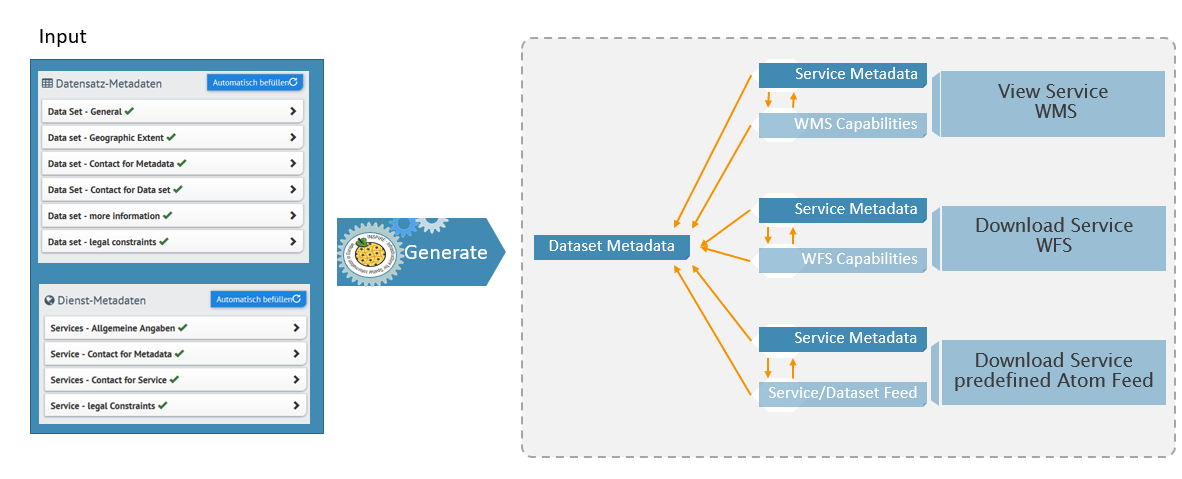 Input
Datensatz-Metadaten
Automatisch befüllen
Data Set - General
Data set - Geographic Extent
Data set - Contact for Metadata
Data Set - Contact for Data set
Data set - more information
Data set - legal constraints
Dienst-Metadaten
Automatisch befüllen
Services - Allgemeine Angaben
Service - Contact for Metadata
Services - Contact for Service
Service - legal Constraints
Generate
Dataset Metadata
Service Metadata
WMS Capabilities
View Service
WMS
Service Metadata
WFS Capabilities
Download Service
WFS
Service Metadata
Service/Dataset Feed
Download Service
predefined Atom Feed